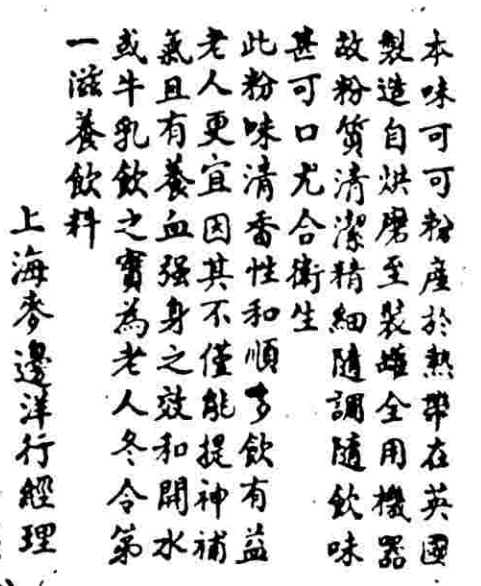 本味可可粉產於熱帶在英國
製造自烘磨至裝罐全用機器
故粉質清潔精細隨調隨飲味
甚可口尤合衛生
此粉味清香性和順多飲有益
老人更宜因其不僅能提神補
氣且有養血强身之效和開水
或牛乳飲之實為老人冬令第
一滋養飲料
上海麥邊洋行經理